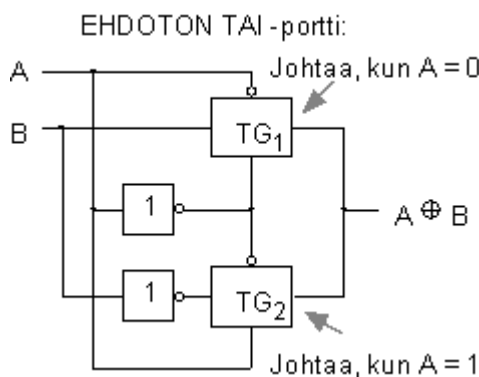 EHDOTON TAI -portti:
A
Johtaa, kun A = 0
B
TG1
1
A ⊕ B
1
TG2
Johtaa, kun A = 1